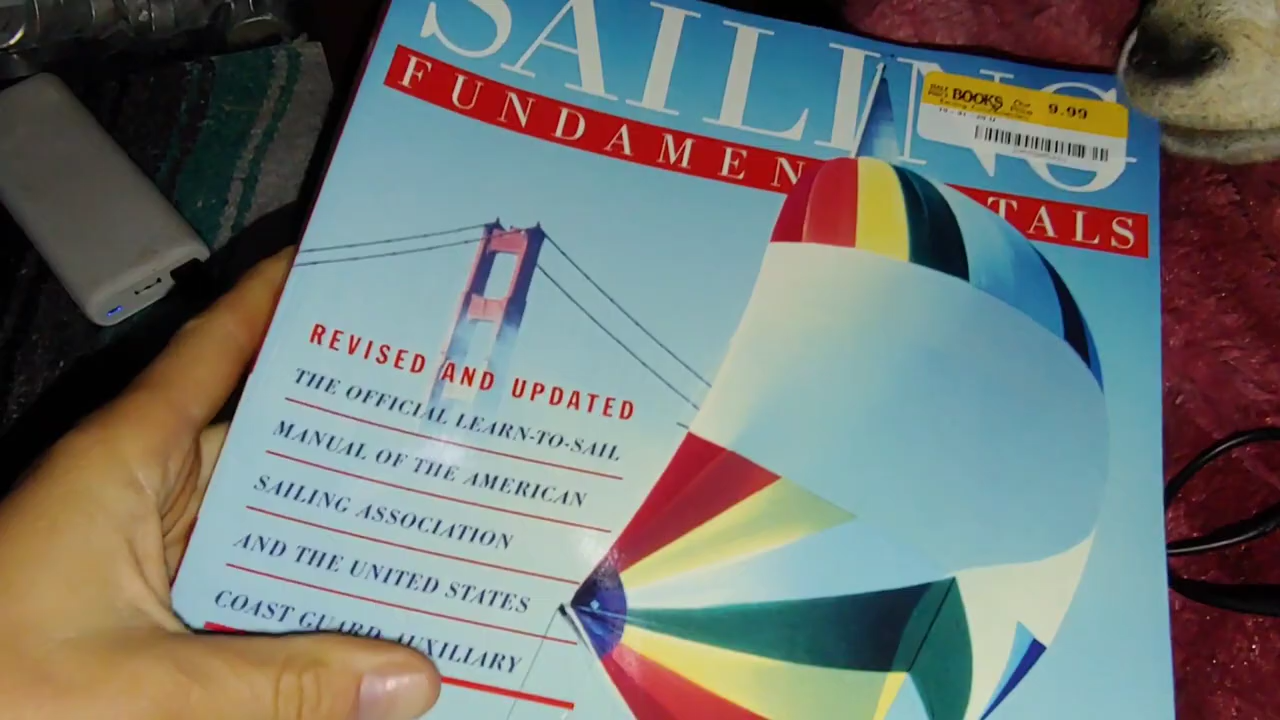 SAILING
FUNDAMENTALS
BOOKS
9.99
REVISED AND UPDATED
THE OFFICIAL LEARN-TO-SAIL
MANUAL OF THE AMERICAN
SAILING ASSOCIATION
AND THE UNITED STATES
COAST GUARD AUXILIARY